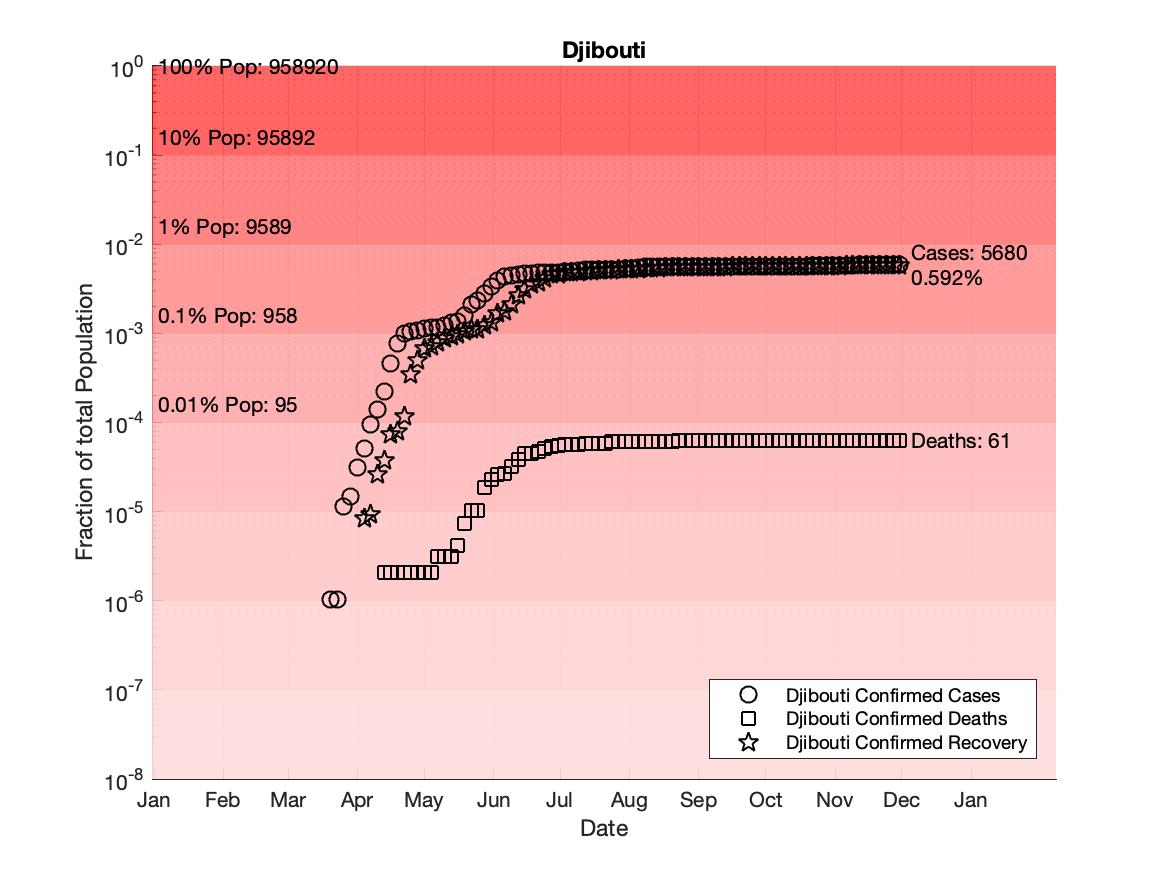 Djibouti
10^0
100% Pop: 958920
10% Pop: 95892
10^-1
1% Pop: 9589
10^-2
Cases: 5680
0.592%
0.1% Pop: 958
10^-3
0.01% Pop: 95
10^-4
Deaths: 61
10^-5
10^-6
10^-7
10^-8
Fraction of total Population
Djibouti Confirmed Cases
Djibouti Confirmed Deaths
Djibouti Confirmed Recovery
Jan Feb Mar Apr May Jun Jul Aug Sep Oct Nov Dec Jan
Date